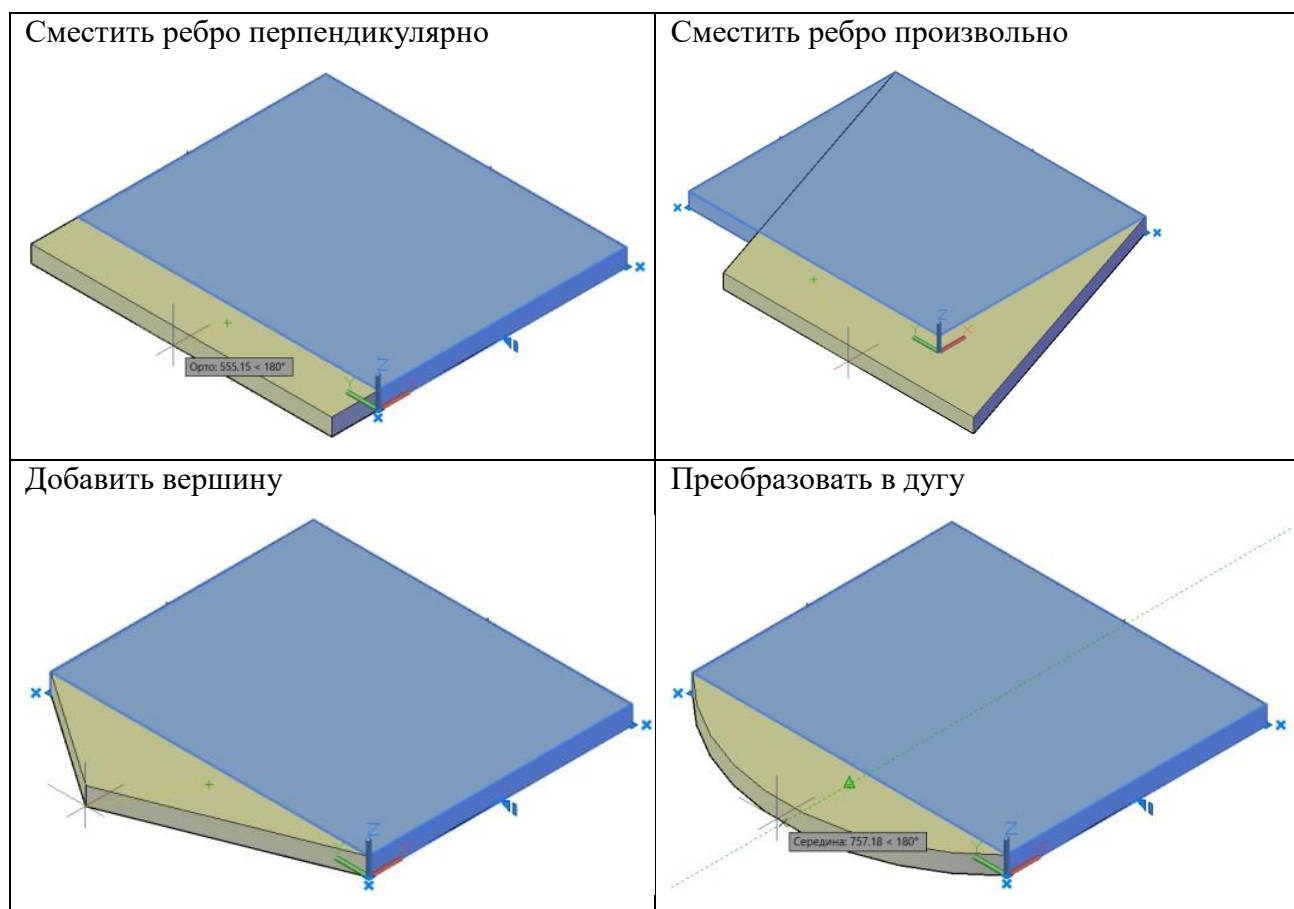 Сместить ребро перпендикулярно
Сместить ребро произвольно
Z
Y
X
Орто: 555.15 < 180°
Z
Y
Добавить вершину
Преобразовать в дугу
Z
Z
Y
Середина: 757.18 < 180°